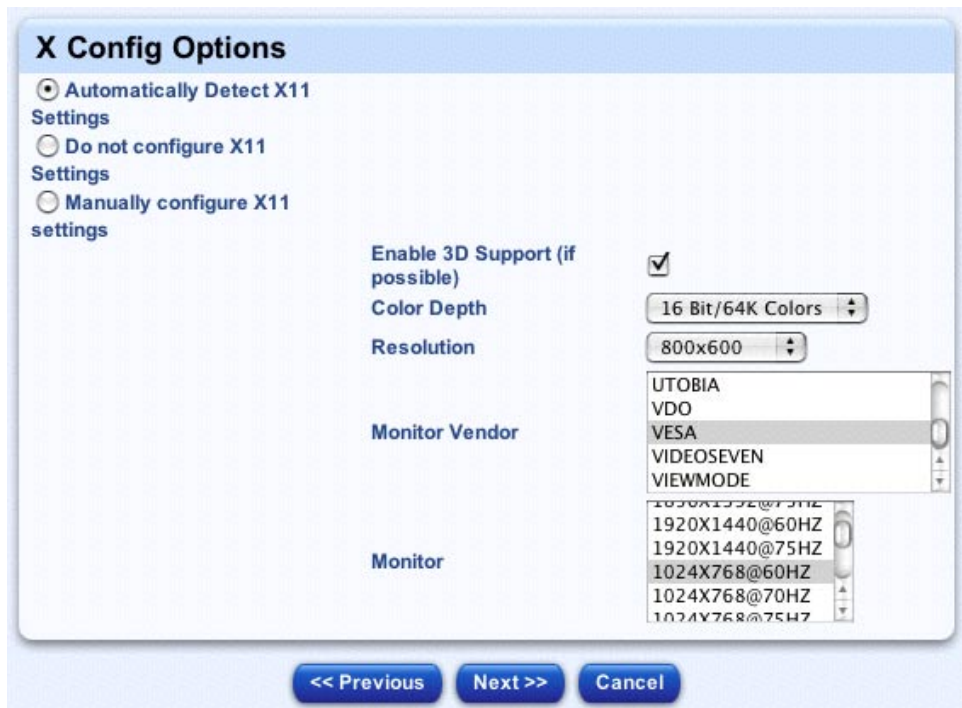 X Config Options
Automatically Detect X11
Settings
Do not configure X11
Settings
Manually configure X11
settings
Enable 3D Support (if
possible)
Color Depth
16 Bit/64K Colors
Resolution
800x600
Monitor Vendor
UTOBIA
VDO
VESA
VIDEOSEVEN
VIEWMODE
Monitor
1920X1440@60HZ
1920X1440@75HZ
1024X768@60HZ
1024X768@70HZ
1024X768@75HZ
<< Previous
Next >>
Cancel